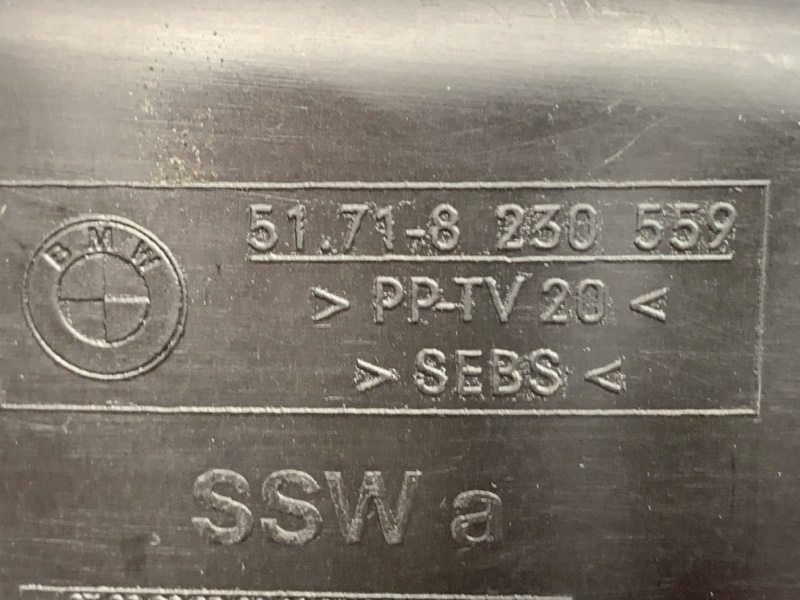 BMW
51.71-8 230 559
> PP-TV 20 <
> SEBS <
SSW a